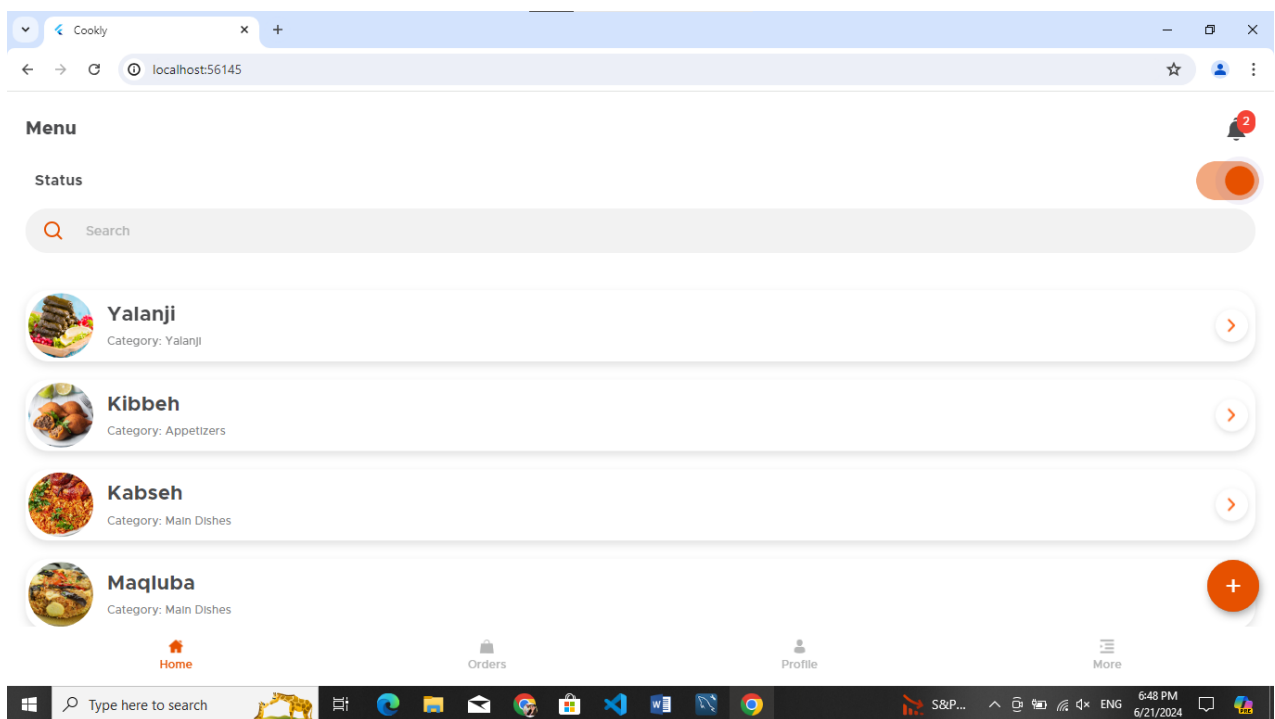 Cookly
localhost:56145
Menu
2
Status
Search
Yalanji
Category: Yalanji
Kibbeh
Category: Appetizers
Kabseh
Category: Main Dishes
Maqluba
Category: Main Dishes
Home
Orders
Profile
More
Type here to search
S&P...
ENG
6:48 PM
6/21/2024
PRE